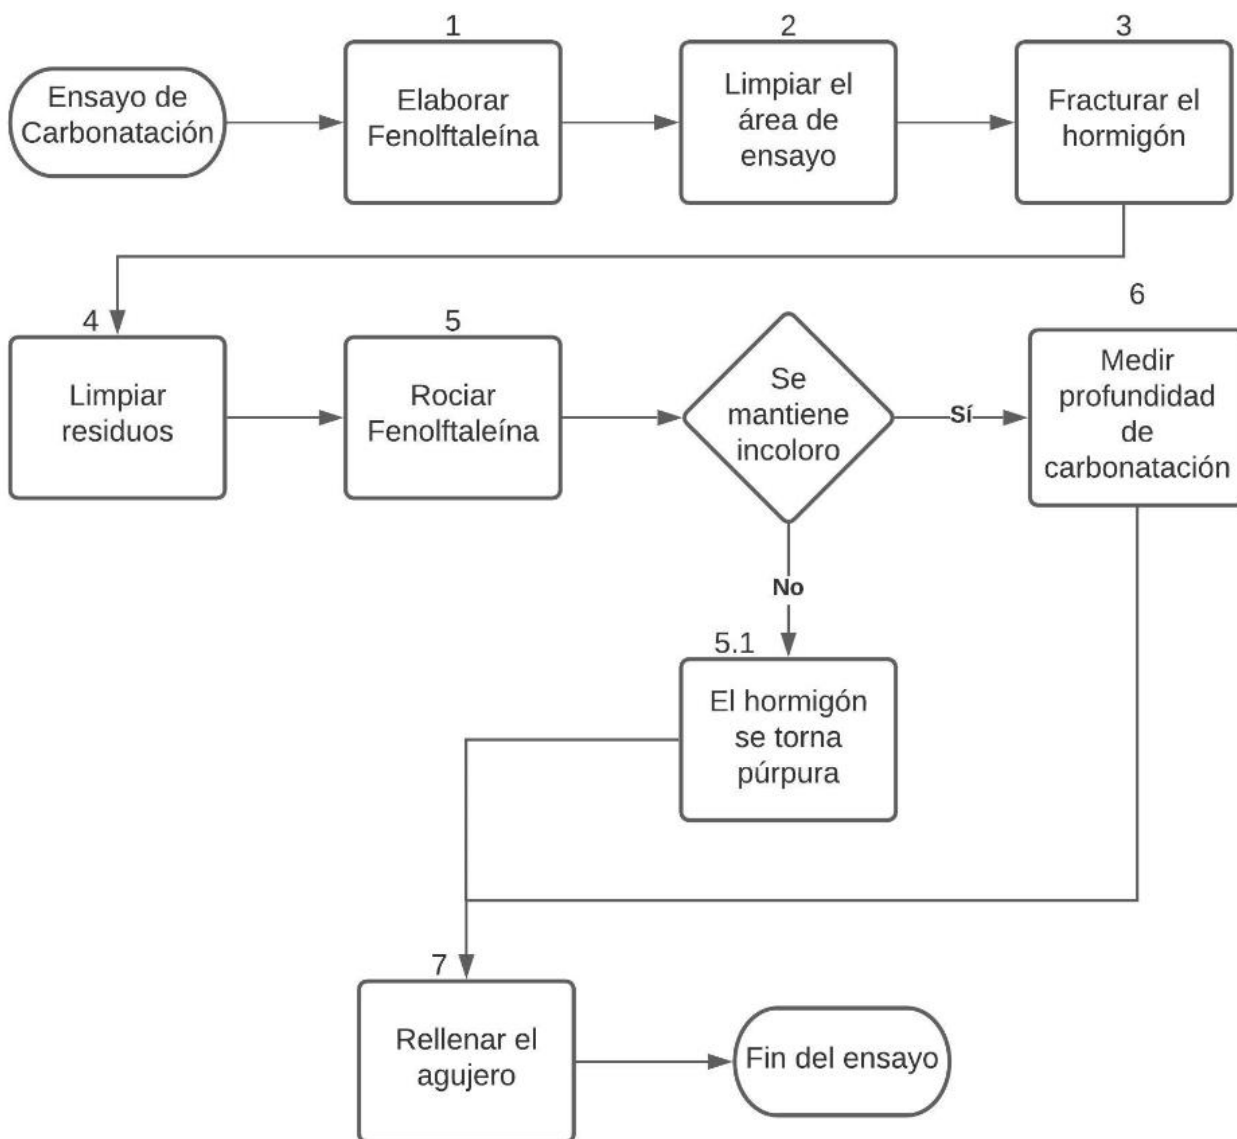 1
2
3
Ensayo de
Carbonatación
Elaborar
Fenolftaleína
Limpiar el
área de
ensayo
Fracturar el
hormigón
4
5
6
Limpiar
residuos
Rociar
Fenolftaleína
Se
mantiene
incoloro
Sí
Medir
profundidad
de
carbonatación
No
5.1
El hormigón
se torna
púrpura
7
Rellenar el
agujero
Fin del ensayo